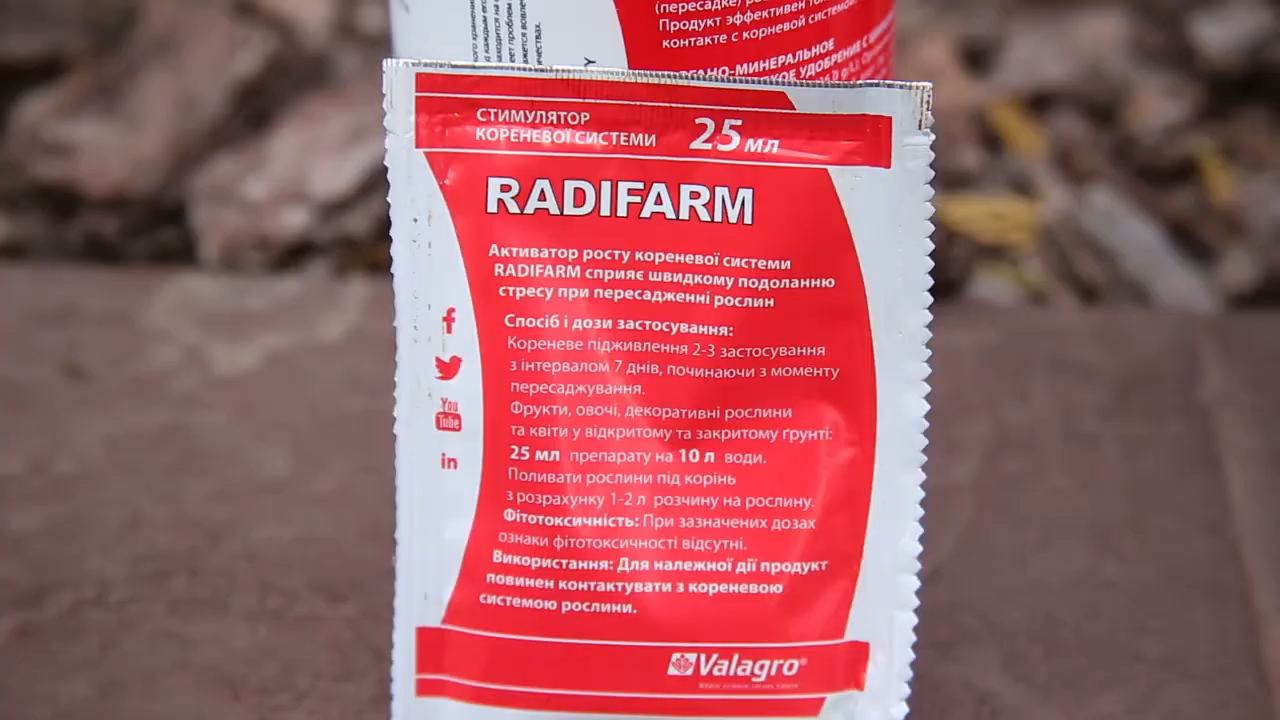 (пересадке)
Продукт эффективен
контакте с корневой системой
СТИМУЛЯТОР
КОРЕНЕВОЇ СИСТЕМИ
25 мл
RADIFARM
Активатор росту кореневої системи
RADIFARM сприяє швидкому подоланню
стресу при пересадженні рослин
Спосіб і дози застосування:
Кореневе підживлення 2-3 застосування
з інтервалом 7 днів, починаючи з моменту
пересаджування.
Фрукти, овочі, декоративні рослини
та квіти у відкритому та закритому ґрунті:
25 мл препарату на 10 л води.
Поливати рослини під корінь
з розрахунку 1-2 л розчину на рослину.
Фітотоксичність: При зазначених дозах
ознаки фітотоксичності відсутні.
Використання: Для належної дії продукт
повинен контактувати з кореневою
системою рослини.
f
You
Tube
in
Valagro®